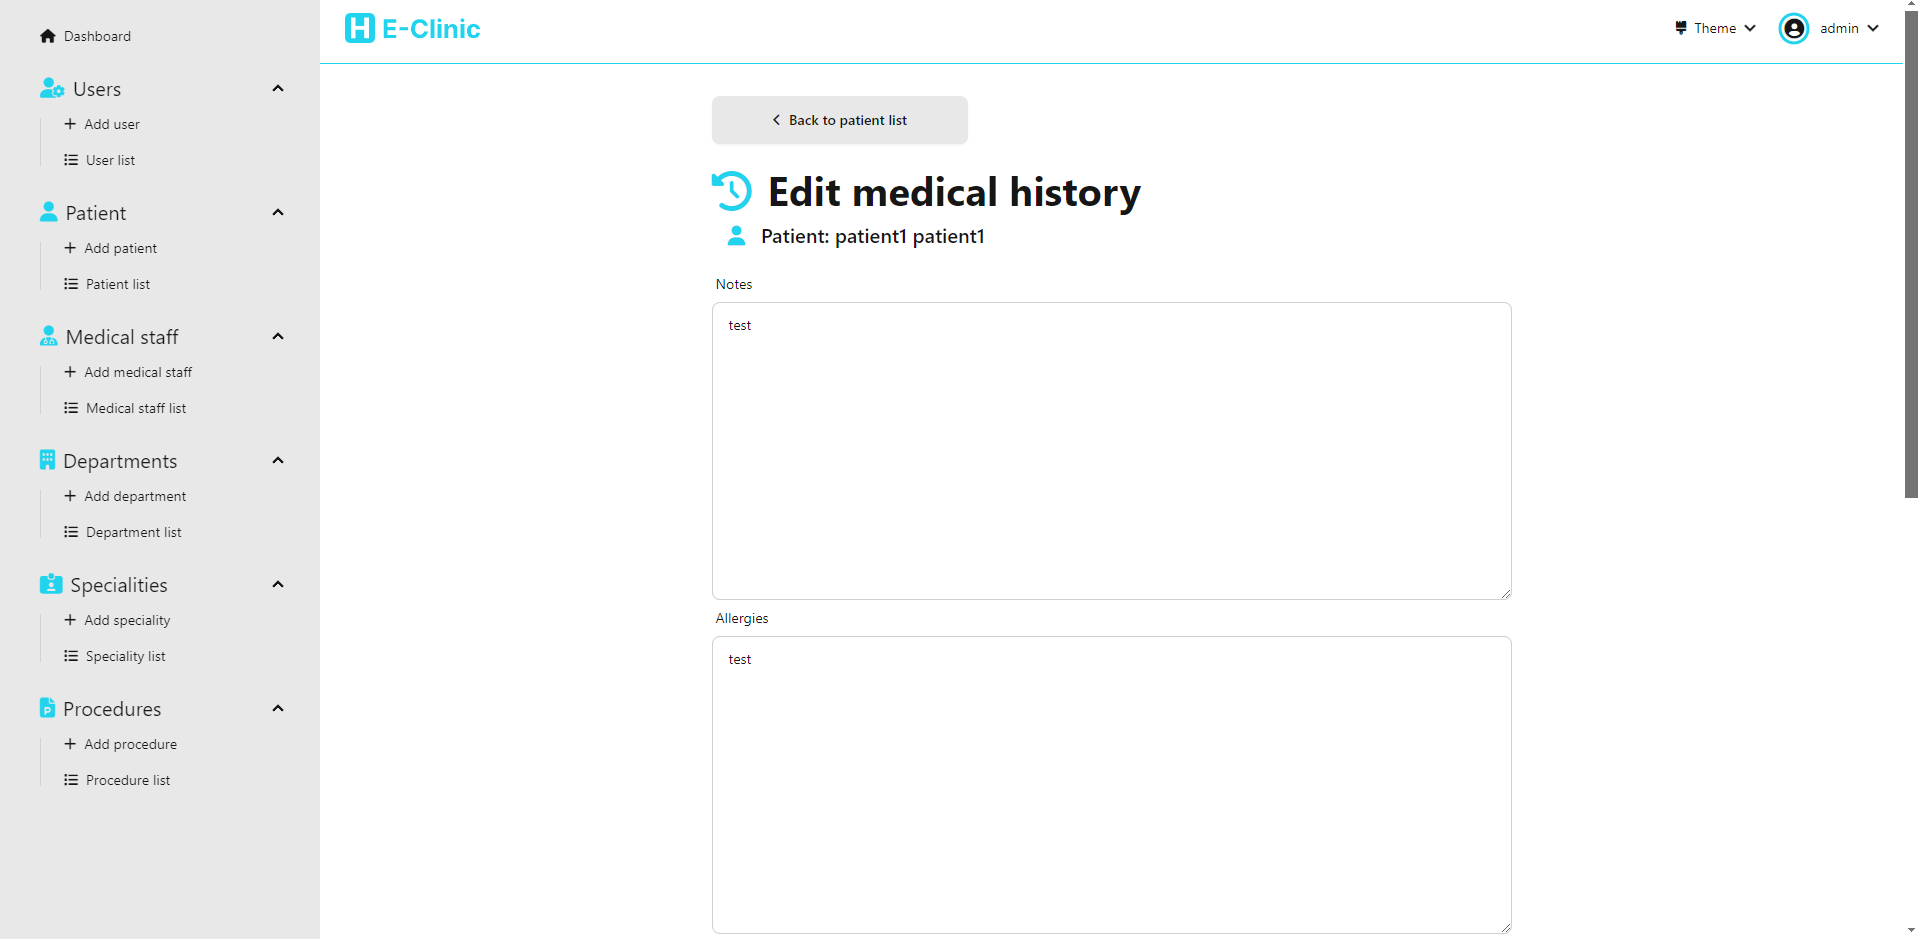 Dashboard
Users
Add user
User list
Patient
Add patient
Patient list
Medical staff
Add medical staff
Medical staff list
Departments
Add department
Department list
Specialities
Add speciality
Speciality list
Procedures
Add procedure
Procedure list
H E-Clinic
Theme
admin
Back to patient list
Edit medical history
Patient: patient1 patient1
Notes
test
Allergies
test